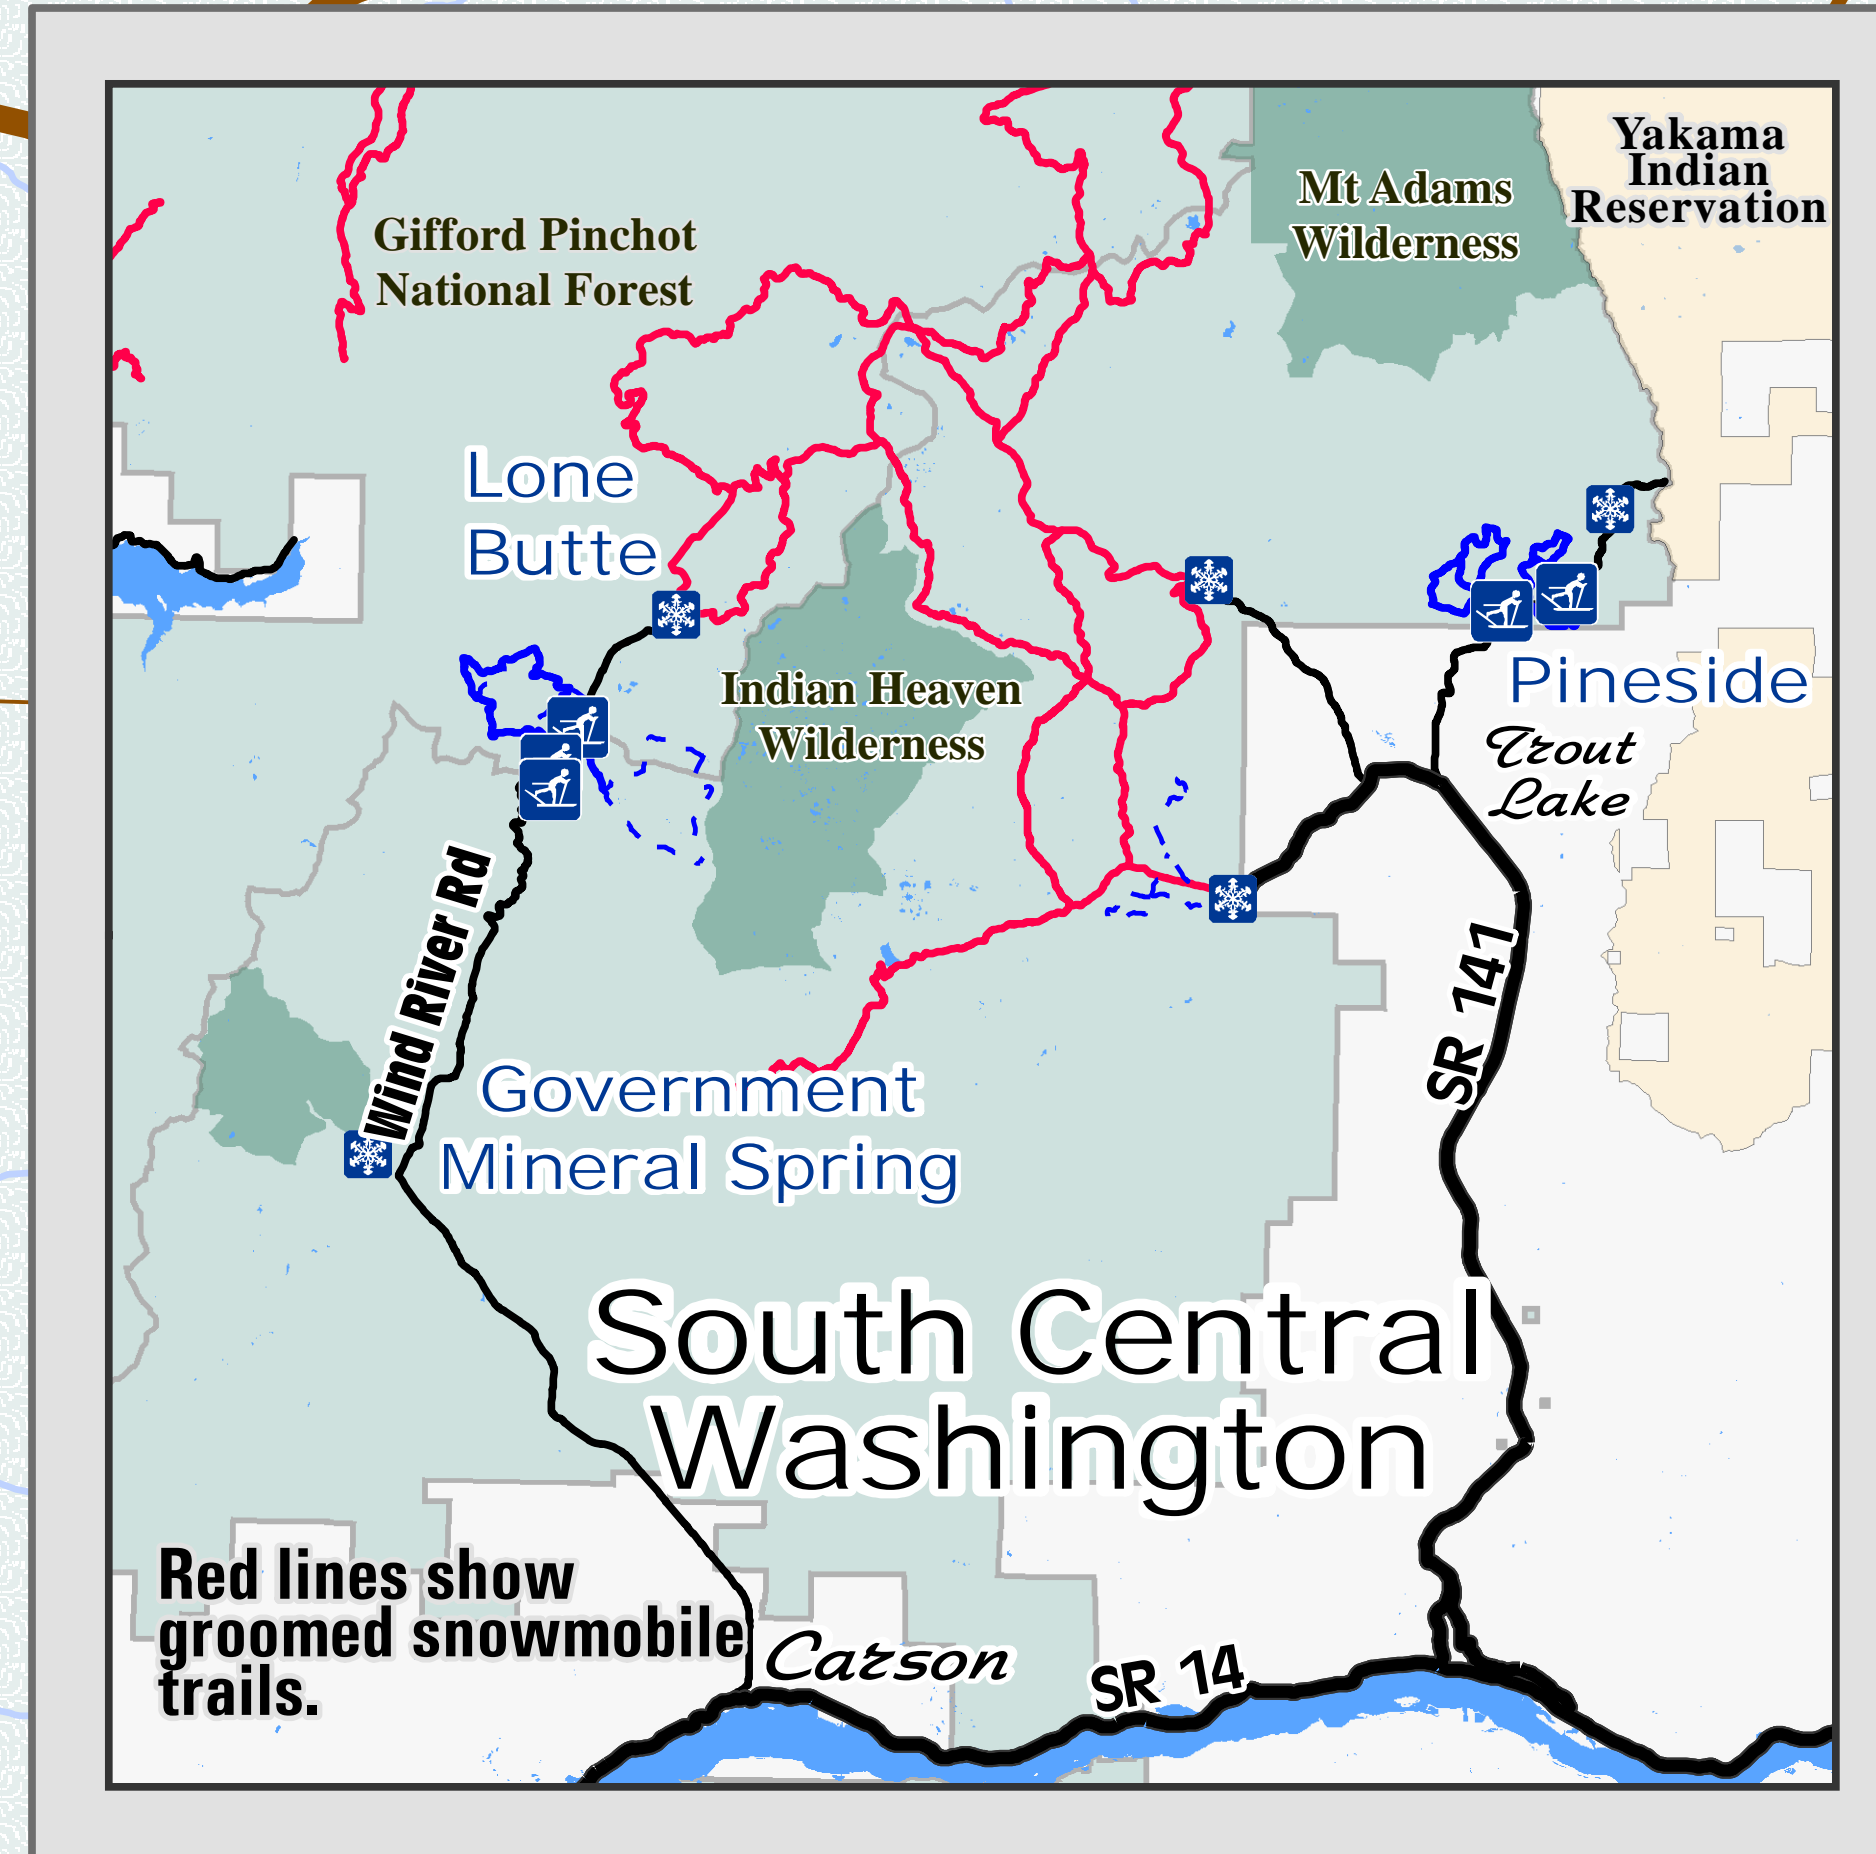 Yakama
Indian
Reservation
Mt Adams
Wilderness
Gifford Pinchot
National Forest
Lone
Butte
Indian Heaven
Wilderness
Pineside
Trout
Lake
Wind River Rd
SR 141
Government
Mineral Spring
South Central
Washington
Red lines show
groomed snowmobile
trails.
Carson
SR 14